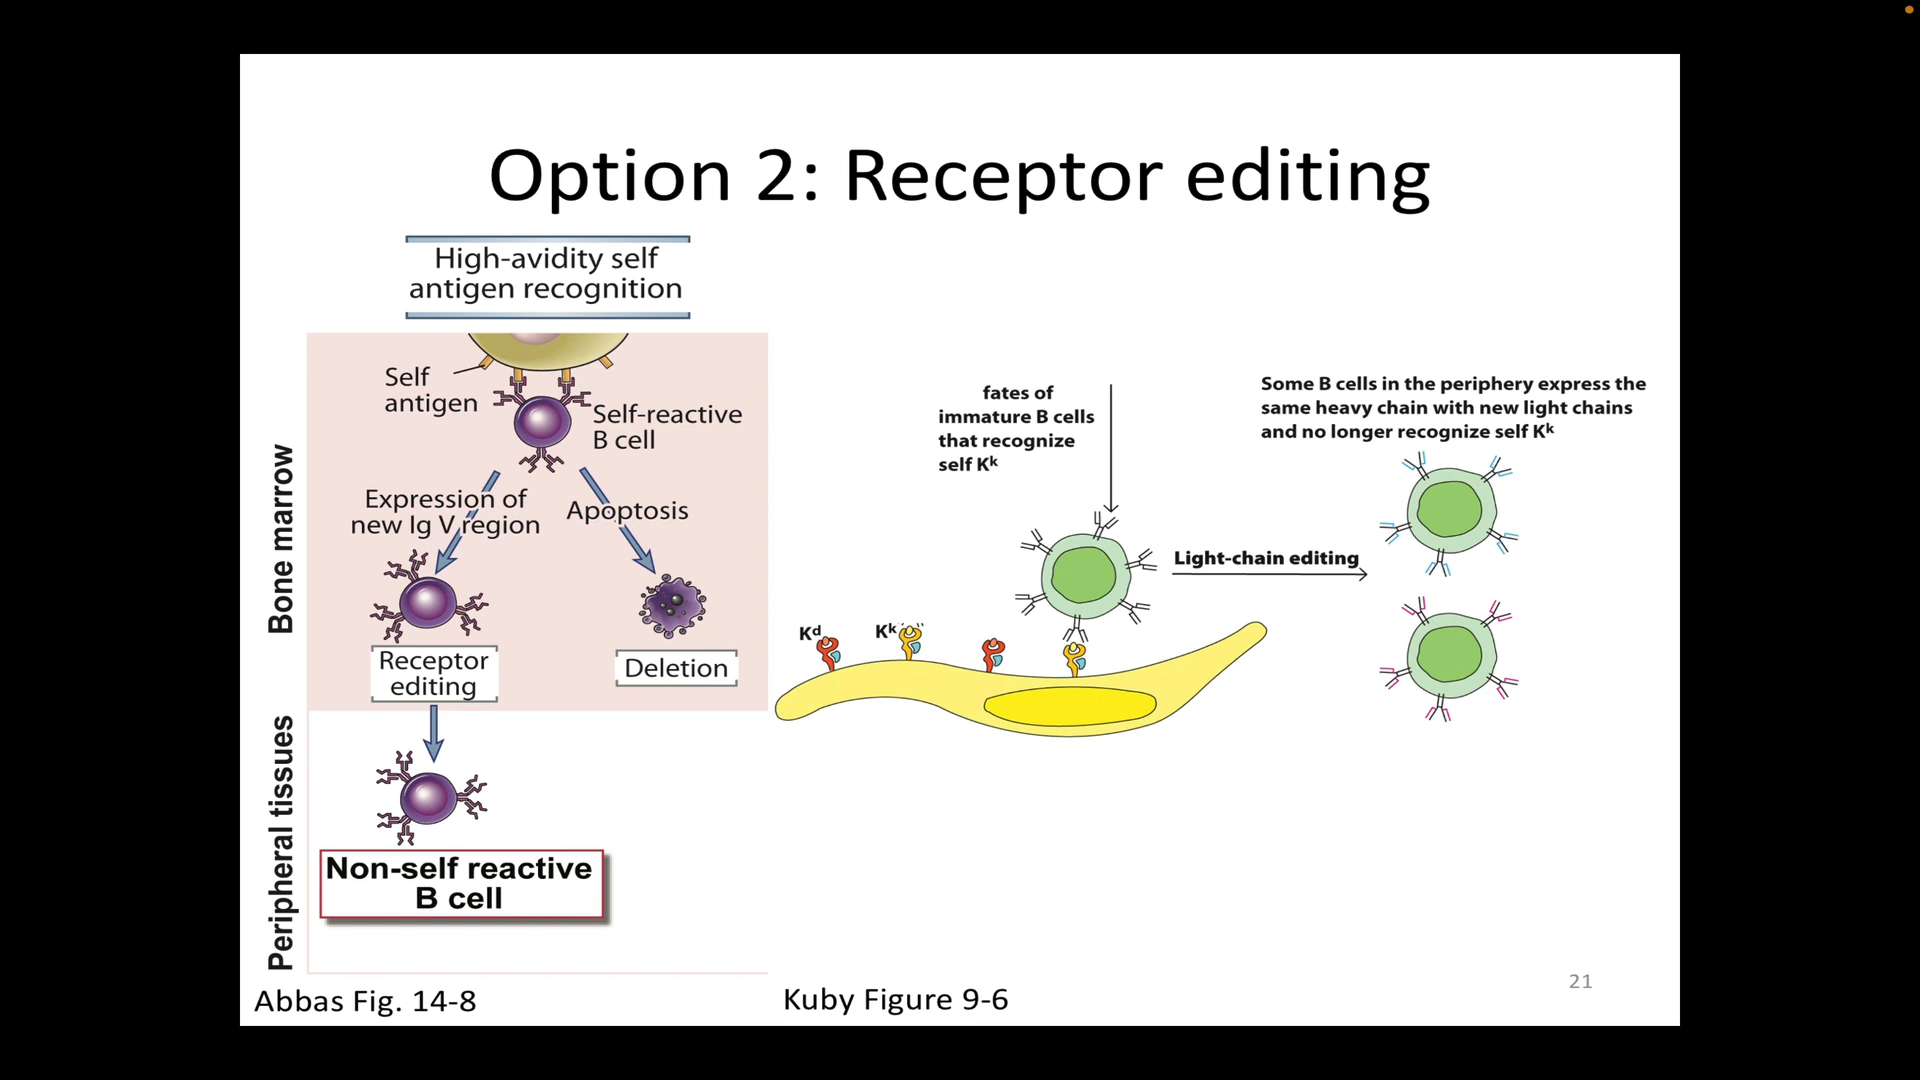 Option 2: Receptor editing
High-avidity self
antigen recognition
Self
antigen
Self-reactive
B cell
Expression of
new Ig V region
Apoptosis
Receptor
editing
Deletion
Bone marrow
Peripheral tissues
Non-self reactive
B cell
Abbas Fig. 14-8
fates of
immature B cells
that recognize
self Kᵏ
Some B cells in the periphery express the
same heavy chain with new light chains
and no longer recognize self Kᵏ
Light-chain editing
Kᵈ
Kᵏ
Kuby Figure 9-6
21